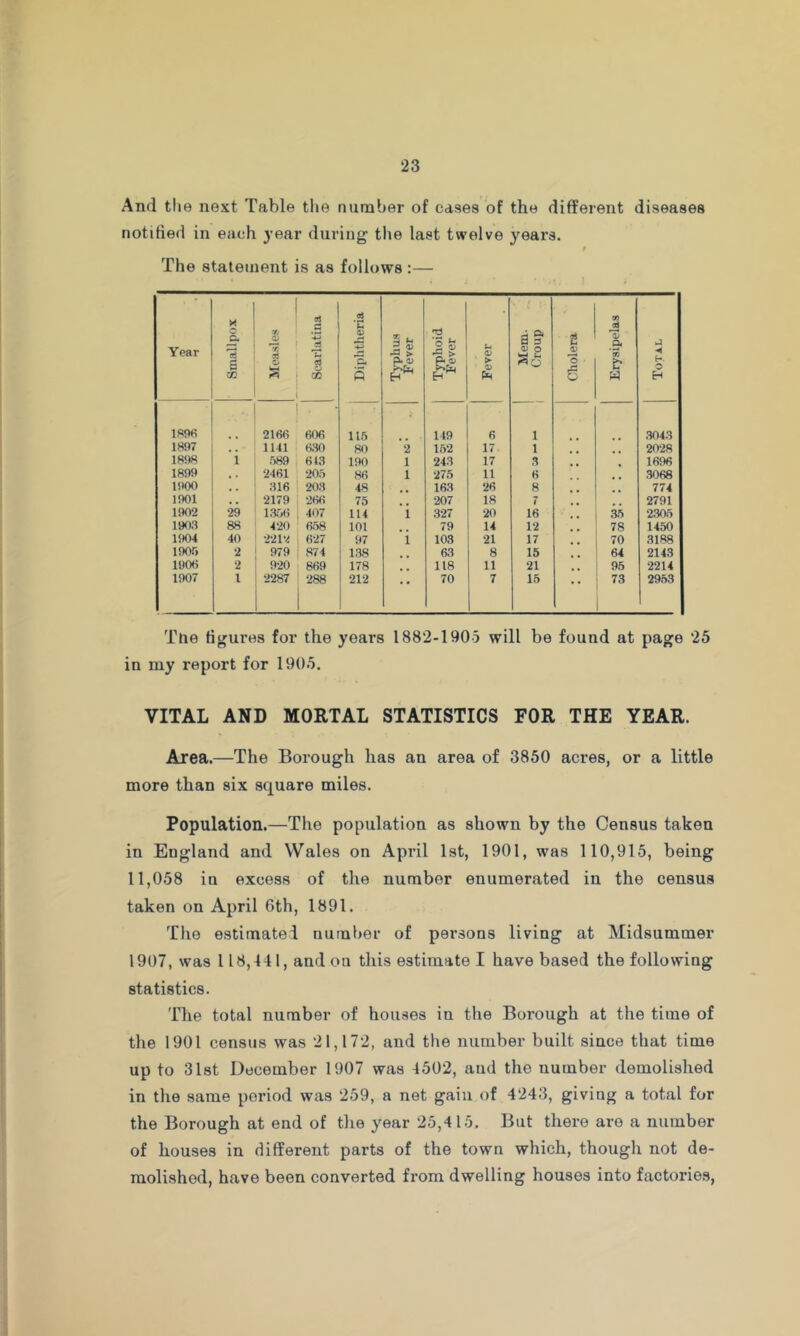 23
And the next Table the number of cases of the different diseases
notified in each year during the last twelve years.
The statement is as follows :—
Year | Smallpox | Measles | Scarlatina | Diphtheria | Typhus Fever | Typhoid Fever | Fever | Mem. Croup | Cholera | Erysipelas | Total
1896 | .. | 2166 | 606 | 115 | .. | 149 | 6 | 1 | .. | .. | 3043
1897 | .. | 1141 | 630 | 80 | 2 | 152 | 17 | 1 | .. | .. | 2028
1898 | 1 | 589 | 643 | 190 | 1 | 243 | 17 | 3 | .. | . | 1696
1899 | .. | 2461 | 205 | 86 | 1 | 275 | 11 | 6 | .. | .. | 3068
1900 | .. | 316 | 203 | 48 | .. | 163 | 26 | 8 | .. | .. | 774
1901 | .. | 2179 | 266 | 75 | .. | 207 | 18 | 7 | .. | .. | 2791
1902 | 29 | 1356 | 407 | 114 | 1 | 327 | 20 | 16 | .. | 35 | 2305
1903 | 88 | 420 | 658 | 101 | .. | 79 | 14 | 12 | .. | 78 | 1450
1904 | 40 | 2212 | 627 | 97 | 1 | 103 | 21 | 17 | .. | 70 | 3188
1905 | 2 | 979 | 874 | 138 | .. | 63 | 8 | 15 | .. | 64 | 2143
1906 | 2 | 920 | 869 | 178 | .. | 118 | 11 | 21 | .. | 95 | 2214
1907 | 1 | 2287 | 288 | 212 | .. | 70 | 7 | 15 | .. | 73 | 2953
The figures for the years 1882-1905 will be found at page 25
in my report for 1905.
VITAL AND MORTAL STATISTICS FOR THE YEAR.
Area.—The Borough has an area of 3850 acres, or a little
more than six square miles.
Population.—The population as shown by the Census taken
in England and Wales on April 1st, 1901, was 110,915, being
11,058 in excess of the number enumerated in the census
taken on April 6th, 1891.
The estimated number of persons living at Midsummer
1907, was 118,441, and on this estimate I have based the following
statistics.
The total number of houses in the Borough at the time of
the 1901 census was 21,172, and the number built since that time
up to 31st December 1907 was 4502, and the number demolished
in the same period was 259, a net gain of 4243, giving a total for
the Borough at end of the year 25,415. But there are a number
of houses in different parts of the town which, though not de-
molished, have been converted from dwelling houses into factories,